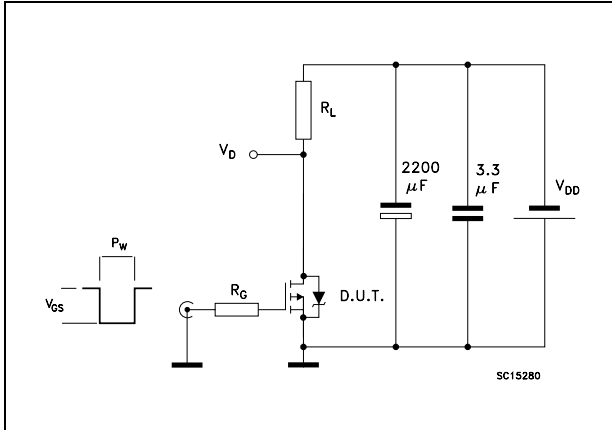 R_L
V_D
2200
μF
3.3
μF
V_DD
P_W
V_GS
R_G
D.U.T.
SC15280